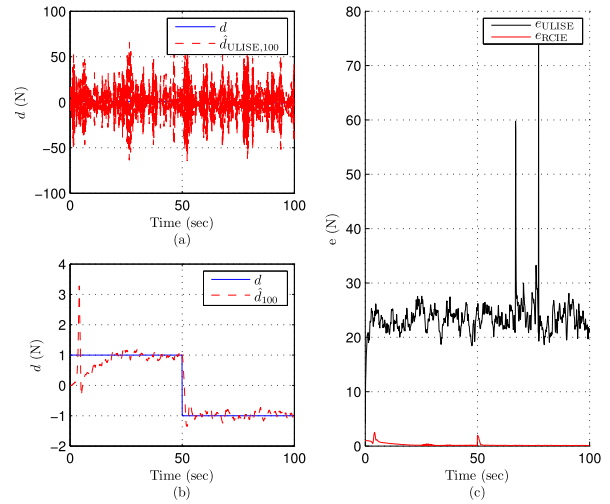 100
50
0
−50
−100
d (N)
d
d̂ULISE,100
0
50
100
Time (sec)
(a)
4
3
2
1
0
−1
−2
d (N)
d
d̂100
0
50
100
Time (sec)
(b)
80
70
60
50
40
30
20
10
0
e (N)
eULISE
eRCIE
0
50
100
Time (sec)
(c)